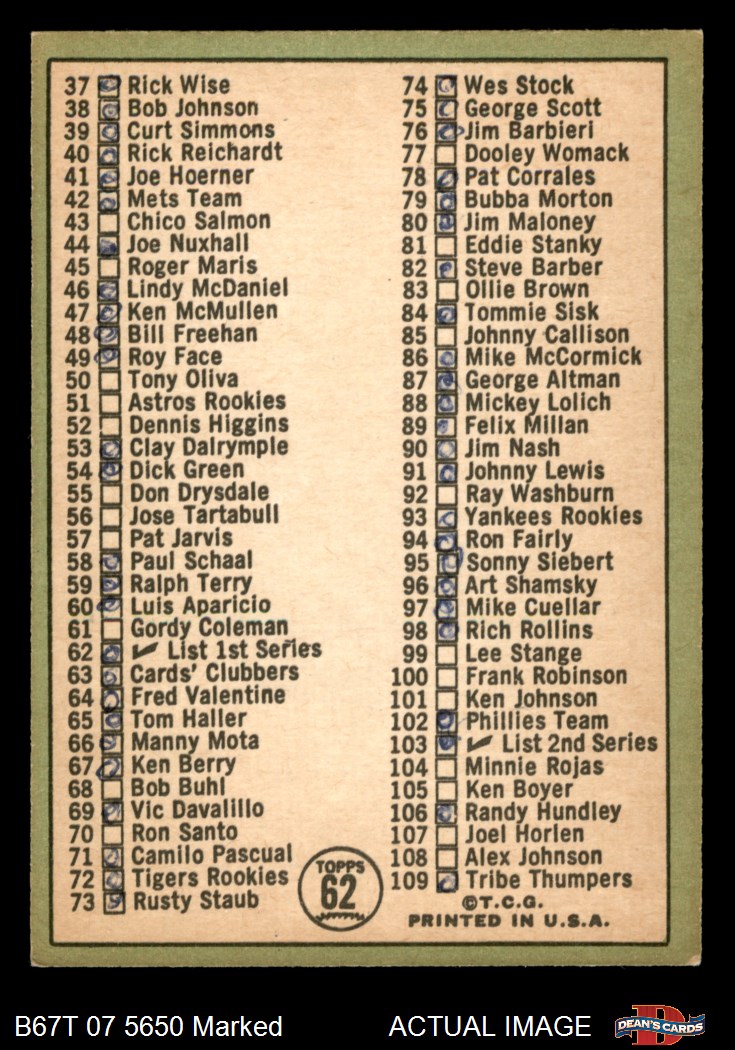 37 Rick Wise
38 Bob Johnson
39 Curt Simmons
40 Rick Reichardt
41 Joe Hoerner
42 Mets Team
43 Chico Salmon
44 Joe Nuxhall
45 Roger Maris
46 Lindy McDaniel
47 Ken McMullen
48 Bill Freehan
49 Roy Face
50 Tony Oliva
51 Astros Rookies
52 Dennis Higgins
53 Clay Dalrymple
54 Dick Green
55 Don Drysdale
56 Jose Tartabull
57 Pat Jarvis
58 Paul Schaal
59 Ralph Terry
60 Luis Aparicio
61 Gordy Coleman
62 ✔ List 1st Series
63 Cards' Clubbers
64 Fred Valentine
65 Tom Haller
66 Manny Mota
67 Ken Berry
68 Bob Buhl
69 Vic Davalillo
70 Ron Santo
71 Camilo Pascual
72 Tigers Rookies
73 Rusty Staub
TOPPS
62
74 Wes Stock
75 George Scott
76 Jim Barbieri
77 Dooley Womack
78 Pat Corrales
79 Bubba Morton
80 Jim Maloney
81 Eddie Stanky
82 Steve Barber
83 Ollie Brown
84 Tommie Sisk
85 Johnny Callison
86 Mike McCormick
87 George Altman
88 Mickey Lolich
89 Felix Millan
90 Jim Nash
91 Johnny Lewis
92 Ray Washburn
93 Yankees Rookies
94 Ron Fairly
95 Sonny Siebert
96 Art Shamsky
97 Mike Cuellar
98 Rich Rollins
99 Lee Stange
100 Frank Robinson
101 Ken Johnson
102 Phillies Team
103 ✔ List 2nd Series
104 Minnie Rojas
105 Ken Boyer
106 Randy Hundley
107 Joel Horlen
108 Alex Johnson
109 Tribe Thumpers
©T.C.G.
PRINTED IN U.S.A.
B67T 07 5650 Marked ACTUAL IMAGE
DEAN'S CARDS